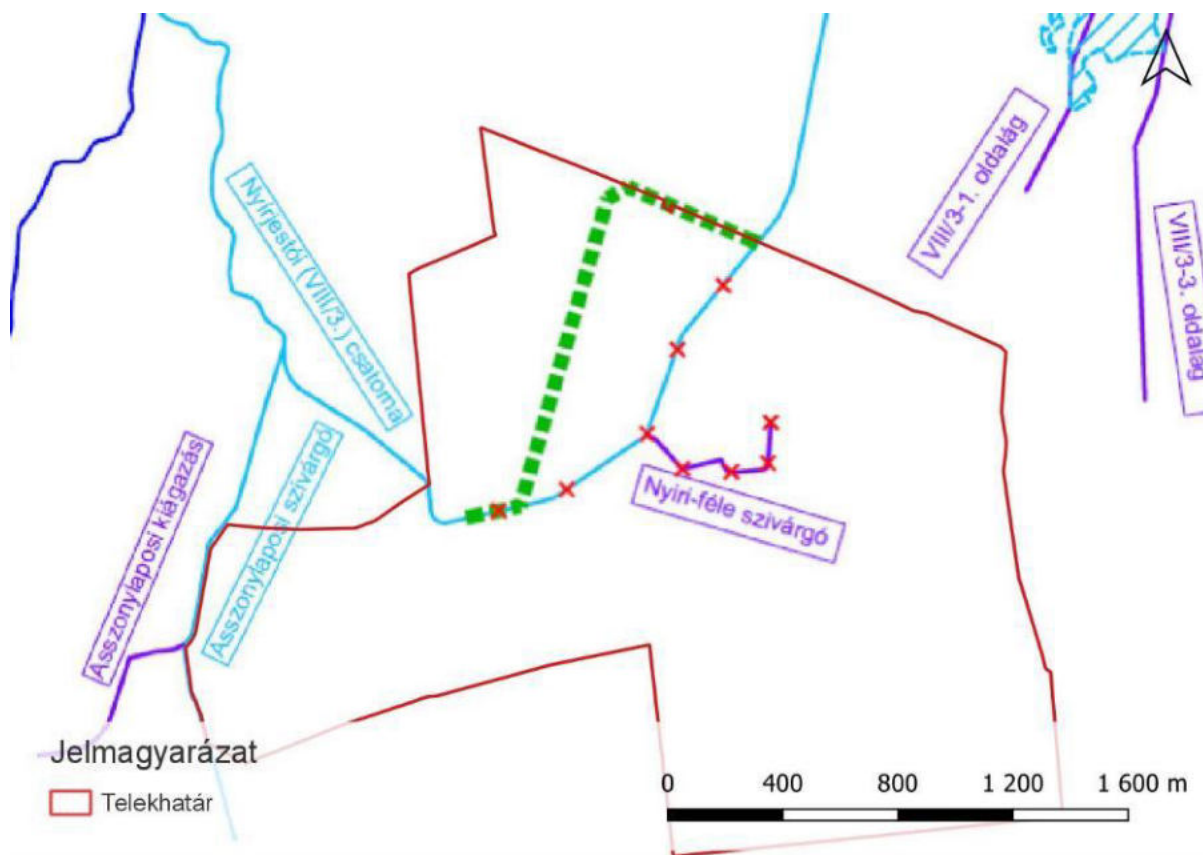 VIII/3-1. oldalág
VIII/3-3. oldalág
Nyírjestói (VIII/3.) csatorna
Asszonylaposi kiágazás
Asszonylaposi szivárgó
Nyiri-féle szivárgó
Jelmagyarázat
Telekhatár
0 400 800 1 200 1 600 m